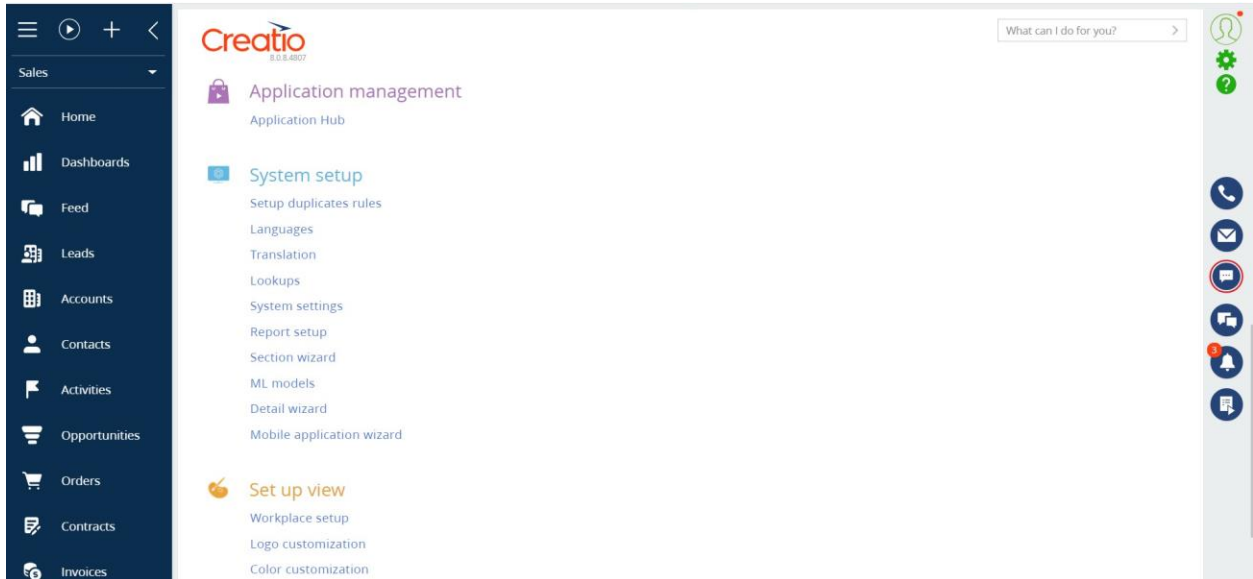 Sales
Home
Dashboards
Feed
Leads
Accounts
Contacts
Activities
Opportunities
Orders
Contracts
Invoices
Creatio
8.0.8.4807
What can I do for you?
Application management
Application Hub
System setup
Setup duplicates rules
Languages
Translation
Lookups
System settings
Report setup
Section wizard
ML models
Detail wizard
Mobile application wizard
Set up view
Workplace setup
Logo customization
Color customization
?
3